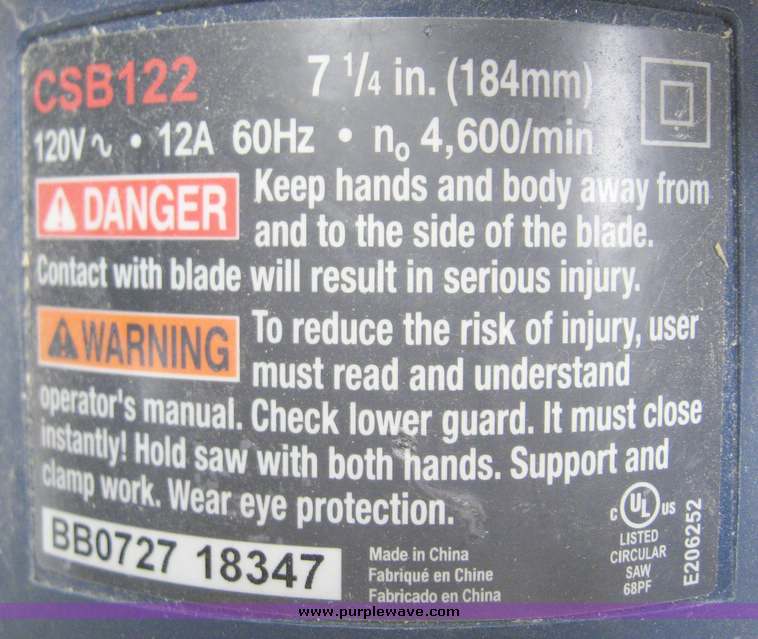 CSB122 7 1/4 in. (184mm)
120V ~ • 12A 60Hz • no 4,600/min
DANGER Keep hands and body away from
and to the side of the blade.
Contact with blade will result in serious injury.
WARNING To reduce the risk of injury, user
must read and understand
operator's manual. Check lower guard. It must close
instantly! Hold saw with both hands. Support and
clamp work. Wear eye protection.
BB0727 18347
Made in China
Fabriqué en Chine
Fabricado en China
C UL US
LISTED
CIRCULAR
SAW
68PF
E206252
www.purplewave.com